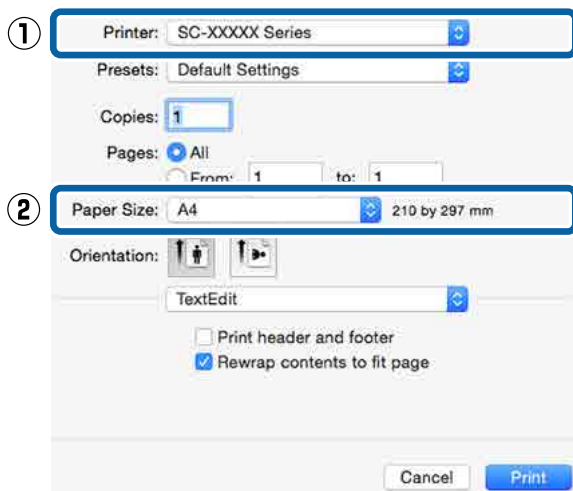 ① Printer: SC-XXXXX Series
Presets: Default Settings
Copies: 1
Pages: All
From: 1 to: 1
② Paper Size: A4 210 by 297 mm
Orientation:
TextEdit
Print header and footer
Rewrap contents to fit page
Cancel Print